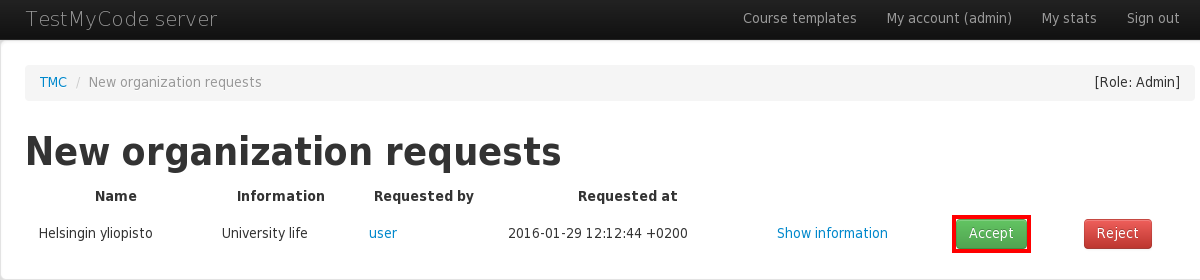 TestMyCode server Course templates My account (admin) My stats Sign out
TMC / New organization requests [Role: Admin]
New organization requests
Name Information Requested by Requested at
Helsingin yliopisto University life user 2016-01-29 12:12:44 +0200 Show information Accept Reject